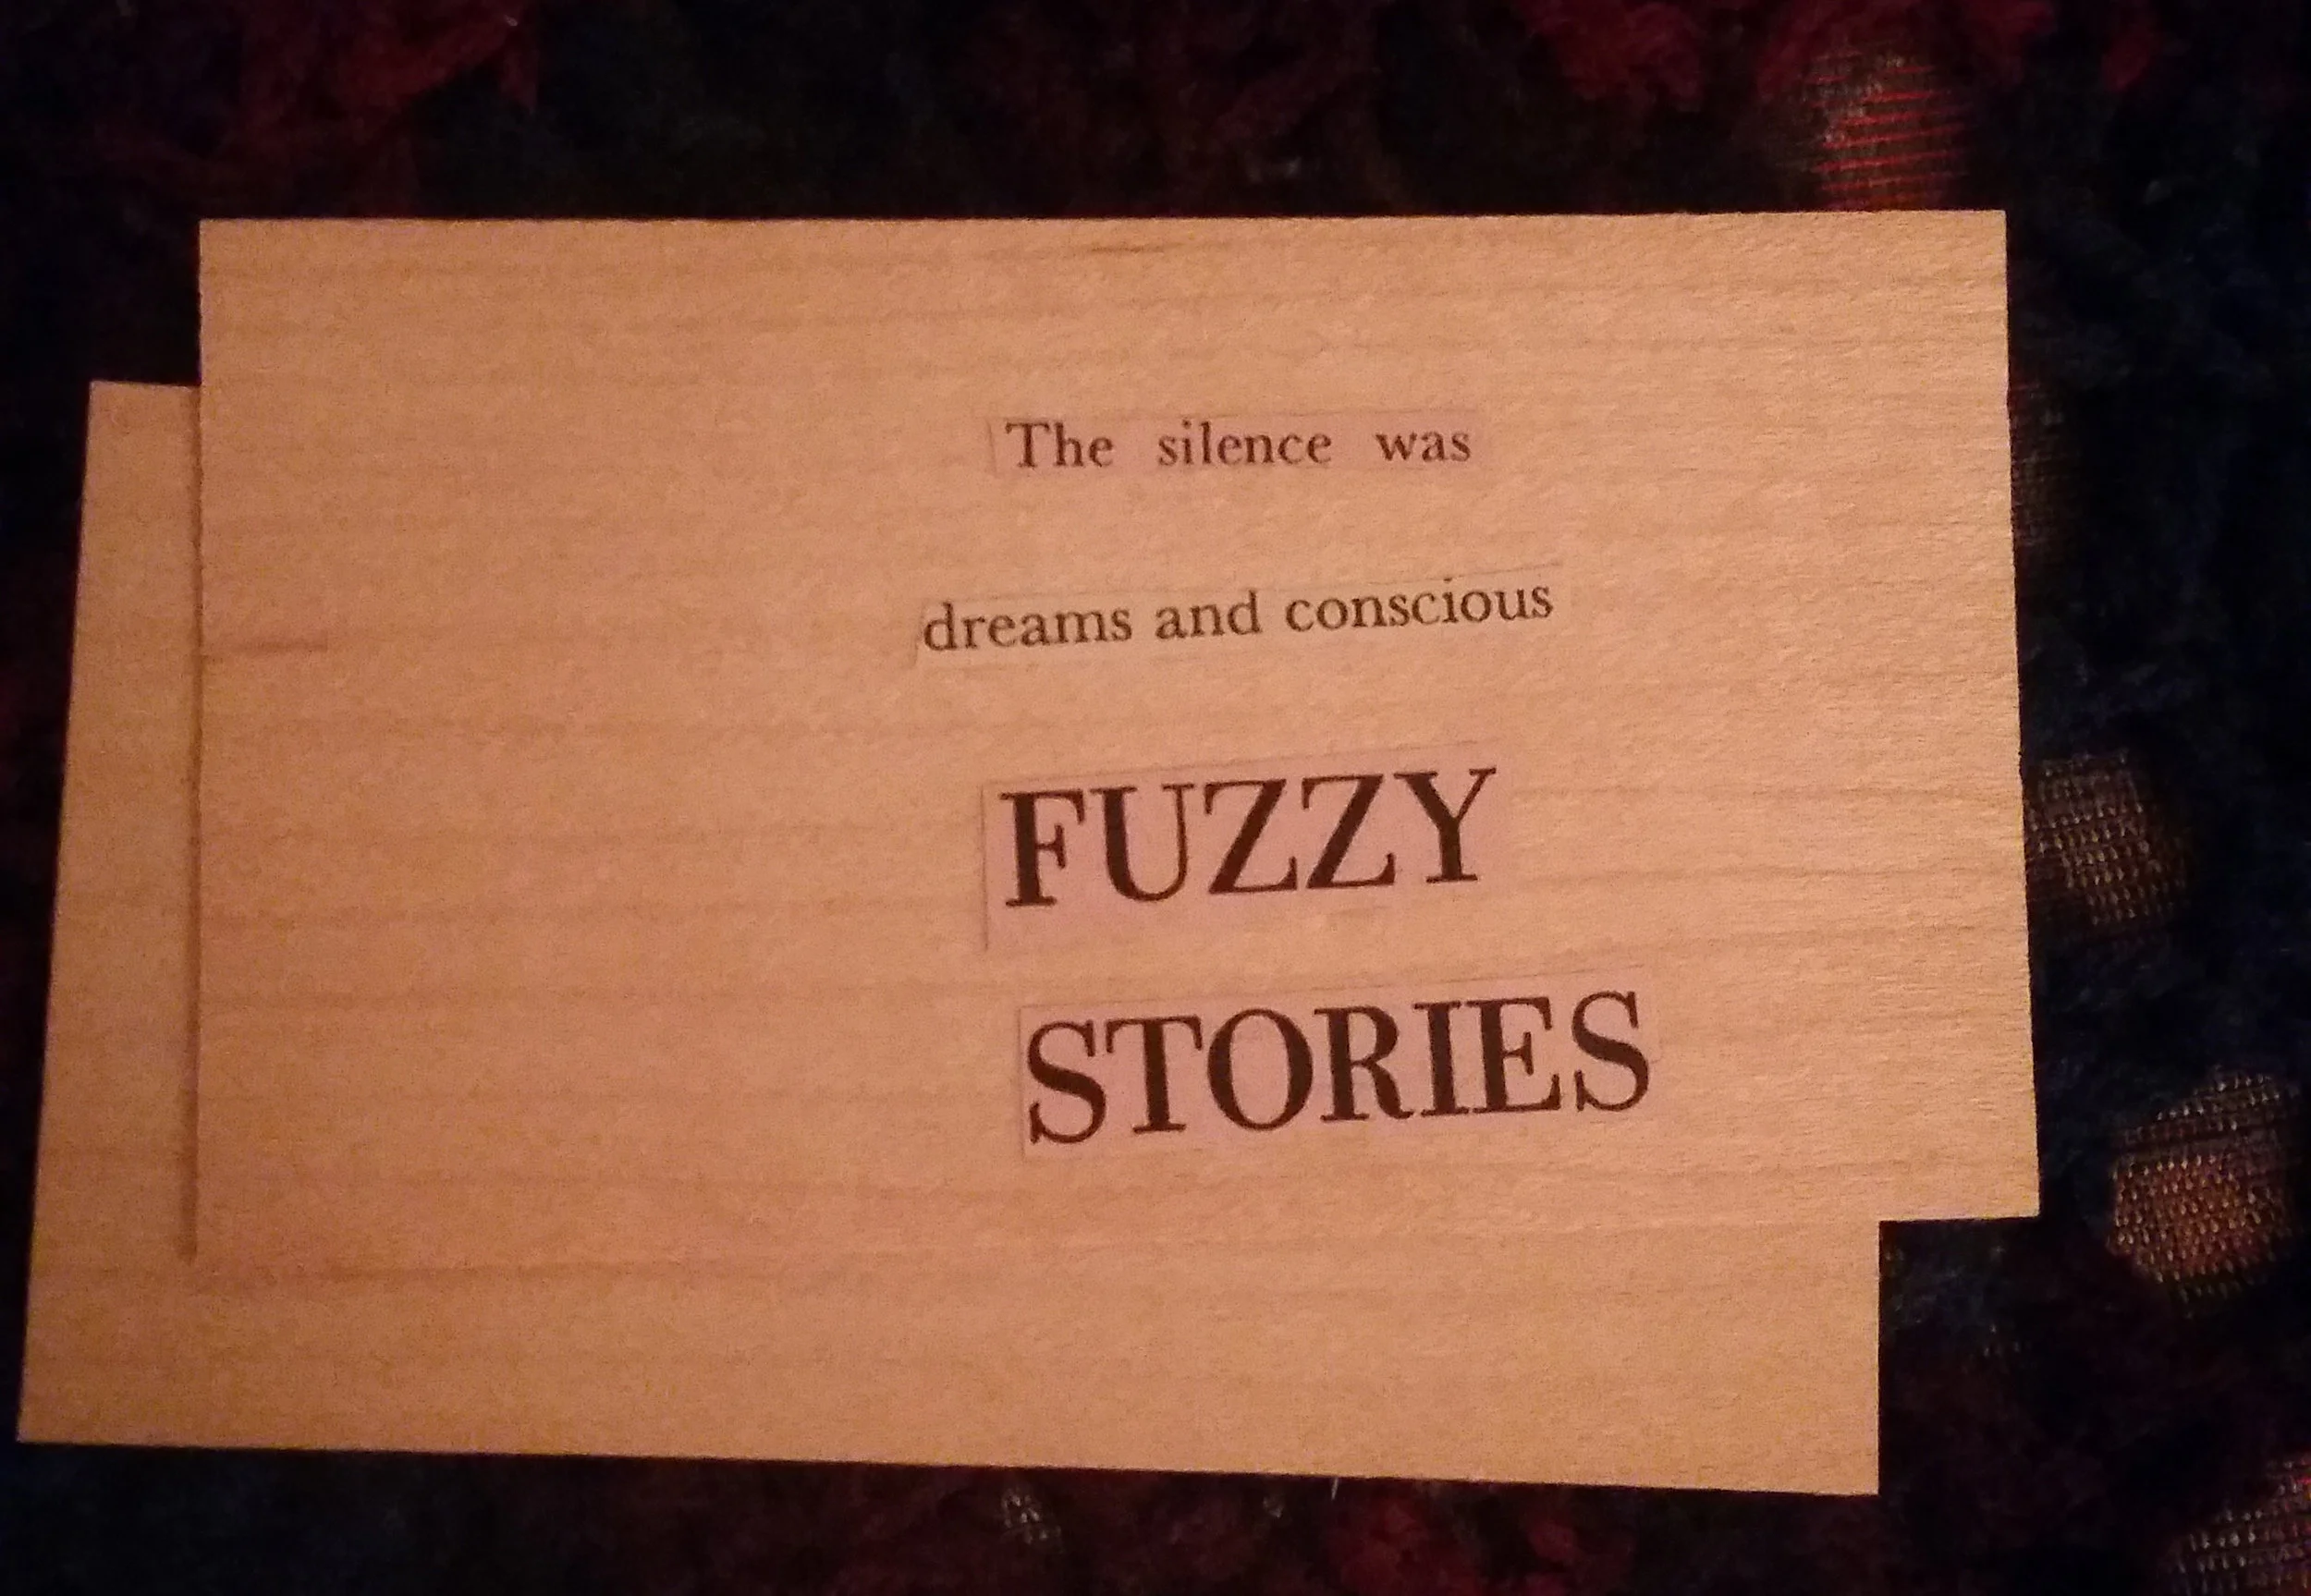 The silence was
dreams and conscious
FUZZY
STORIES